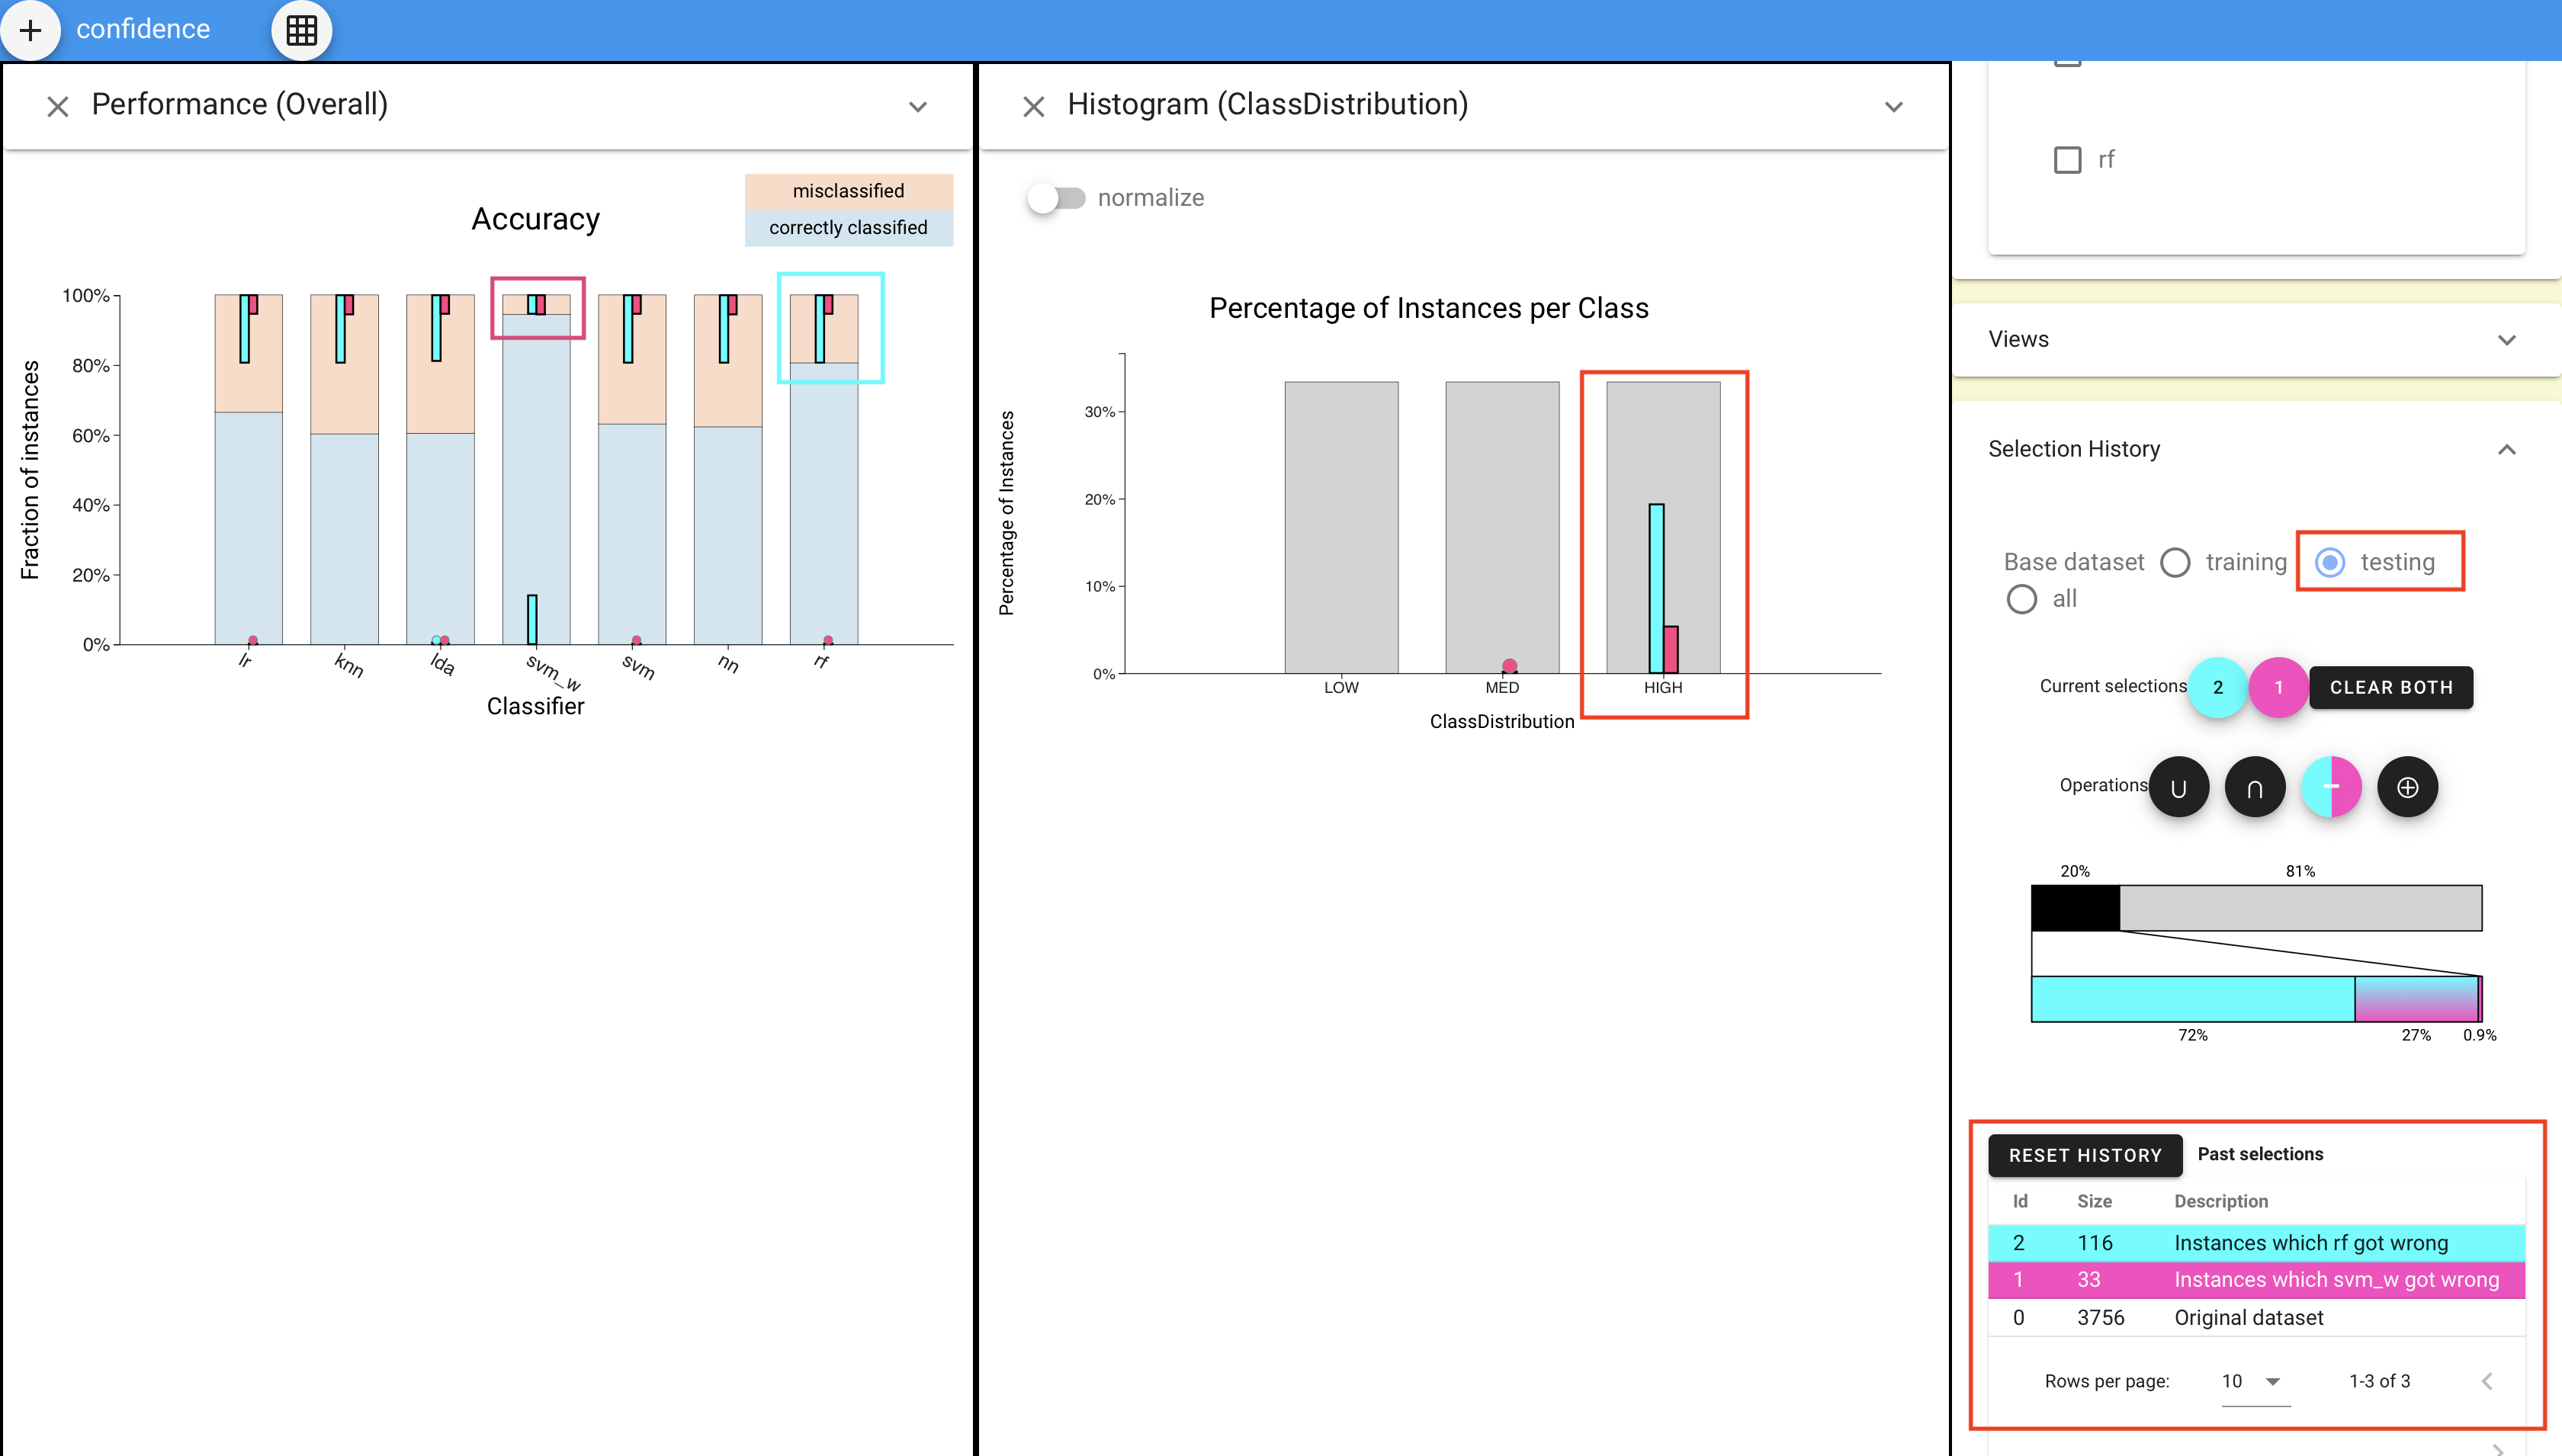 + confidence
Performance (Overall)
misclassified
correctly classified
Accuracy
100%
80%
60%
40%
20%
0%
Fraction of instances
lr
knn
lda
svm_w
svm
nn
rf
Classifier
Histogram (ClassDistribution)
normalize
Percentage of Instances per Class
30%
20%
10%
0%
Percentage of Instances
LOW
MED
HIGH
ClassDistribution
rf
Views
Selection History
Base dataset training testing
all
Current selections 2 1 CLEAR BOTH
Operations ∪ ∩ − ⊕
20% 81%
72% 27% 0.9%
RESET HISTORY Past selections
Id Size Description
2 116 Instances which rf got wrong
1 33 Instances which svm_w got wrong
0 3756 Original dataset
Rows per page: 10 1-3 of 3